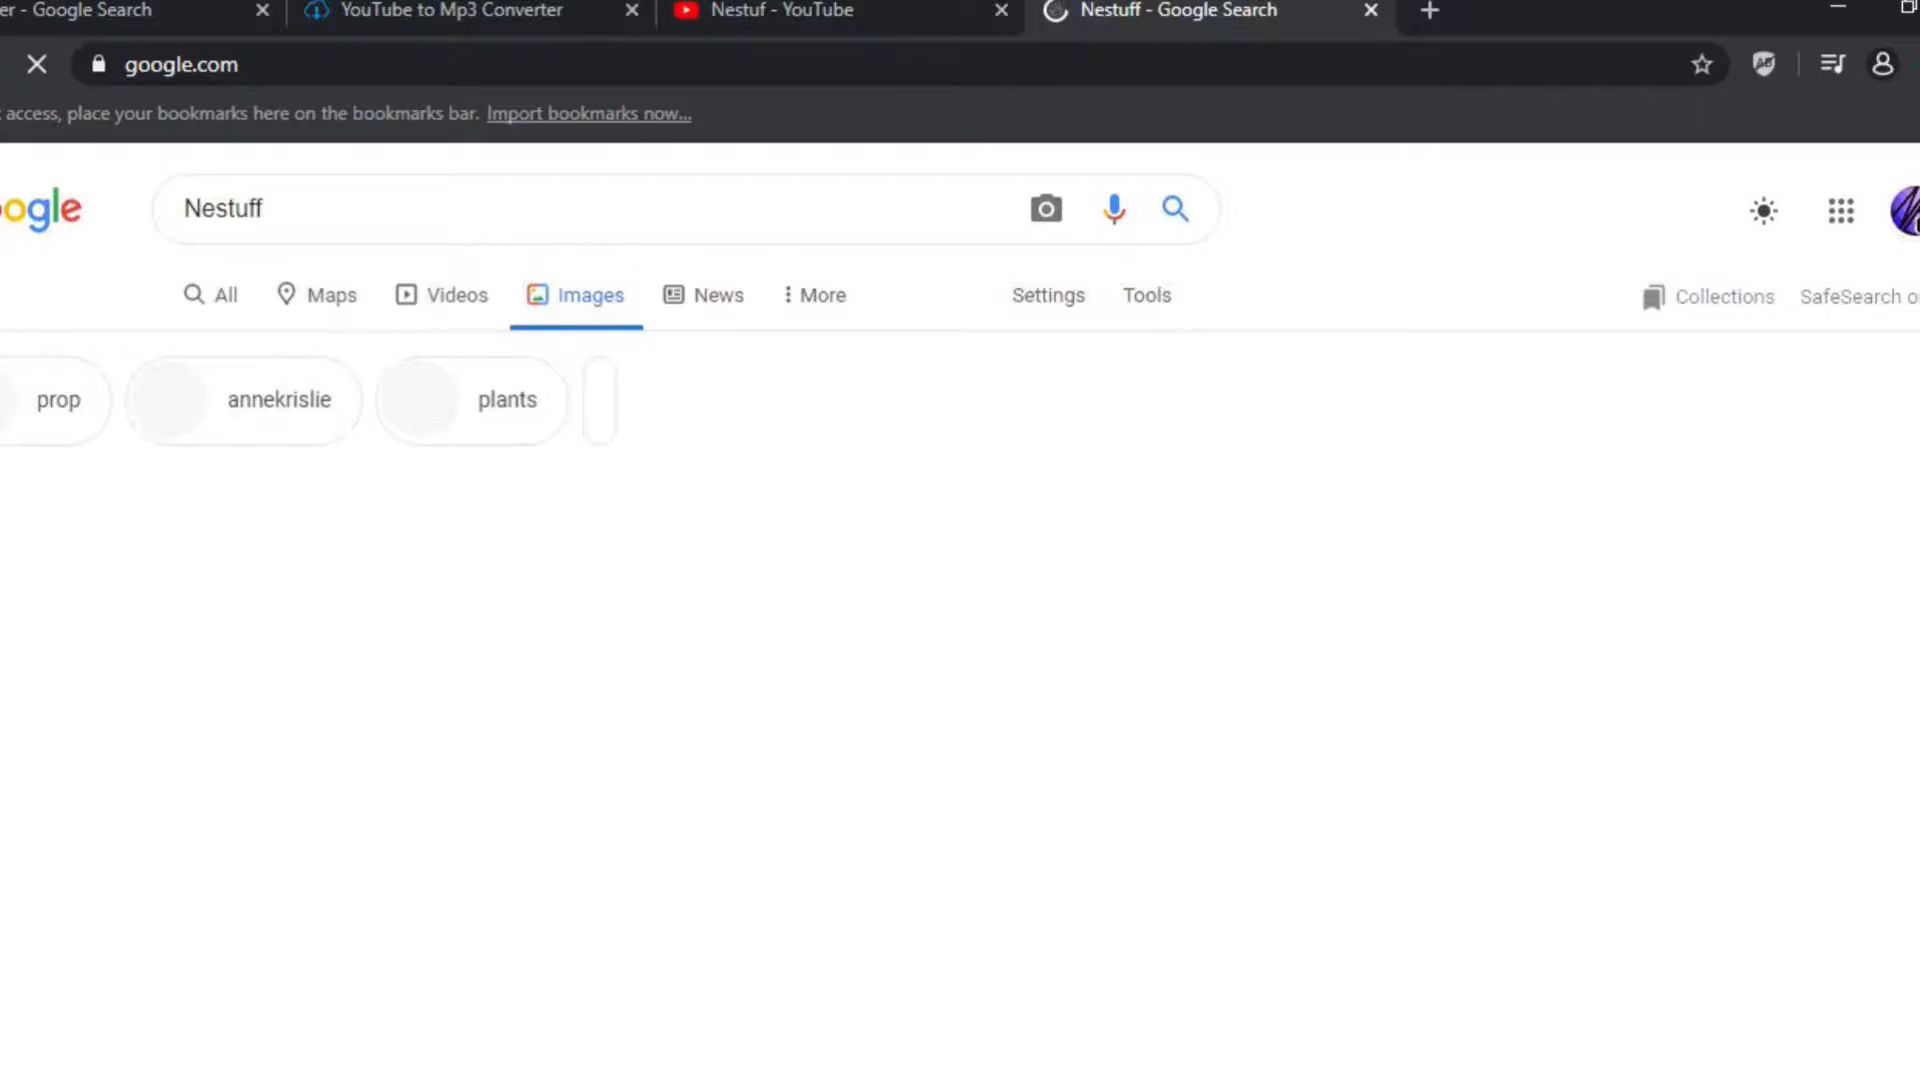 er - Google Search
YouTube to Mp3 Converter
Nestuf - YouTube
Nestuff - Google Search
google.com
access, place your bookmarks here on the bookmarks bar. Import bookmarks now...
ogle
Nestuff
All
Maps
Videos
Images
News
More
Settings
Tools
Collections
SafeSearch o
prop
annekrislie
plants